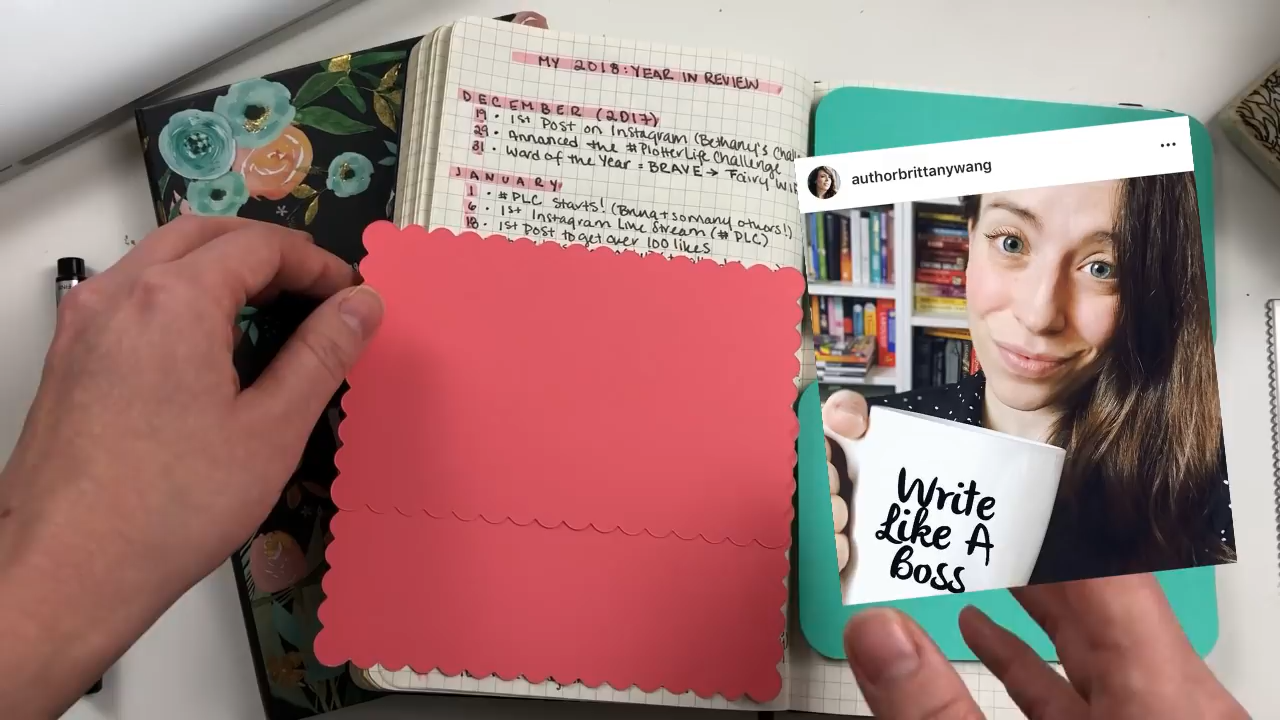 MY 2018: YEAR IN REVIEW
DECEMBER (2017)
19 • 1st Post on Instagram (Bethany's Chall
29 • Annanced the #PlotterLife Challenge
31 • Word of the Year = BRAVE → Fairy Wi
JANUARY
1 • #PLC Starts! (Bring + so many others!)
6 • 1st Instagram Live Stream (#PLC)
18 • 1st Post to get over 100 likes
authorbrittanywang
Write
Like A
Boss